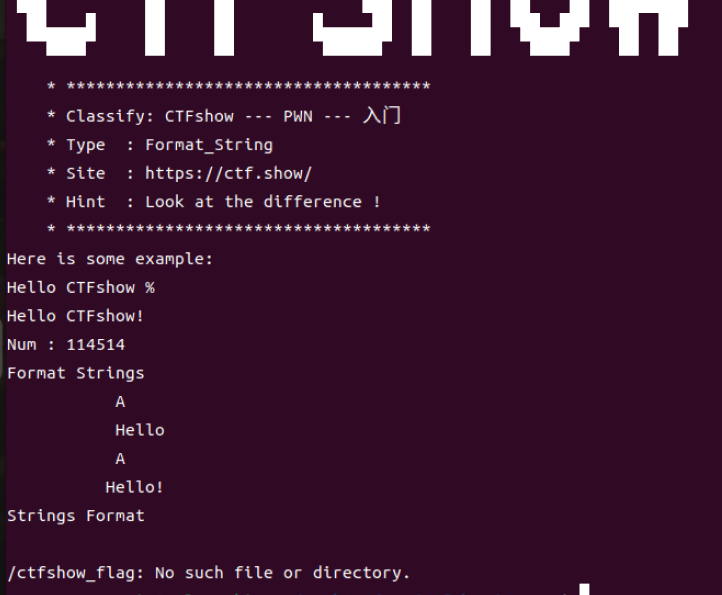 CTFSHOW
* *************************************
* Classify: CTFshow --- PWN --- 入门
* Type  : Format_String
* Site  : https://ctf.show/
* Hint  : Look at the difference !
* *************************************
Here is some example:
Hello CTFshow %
Hello CTFshow!
Num : 114514
Format Strings
A
Hello
A
Hello!
Strings Format
/ctfshow_flag: No such file or directory.